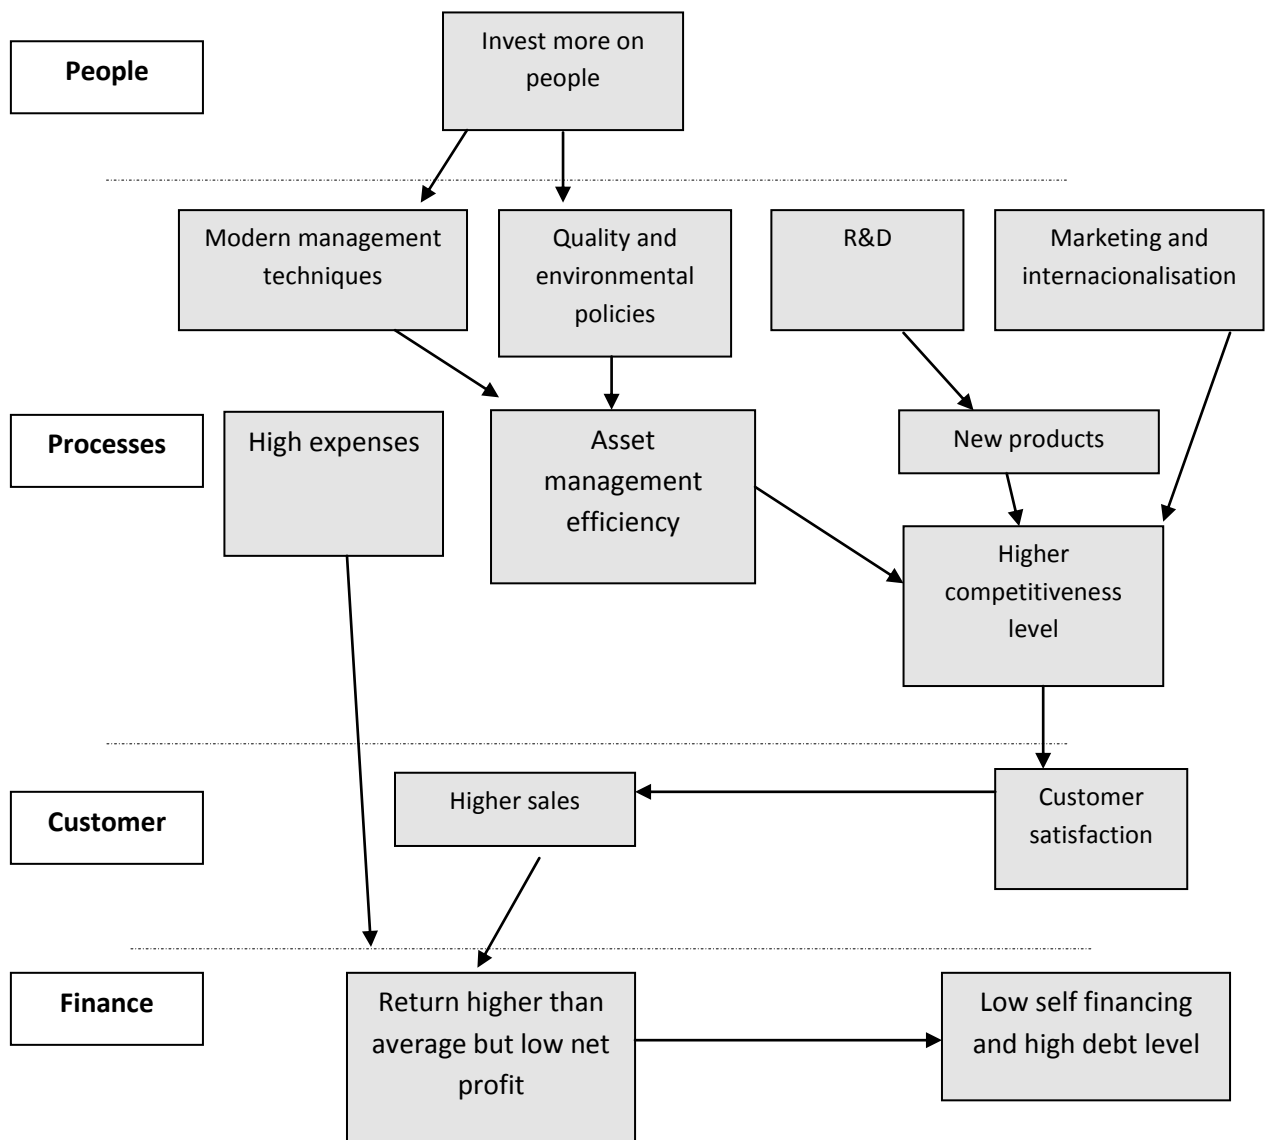 People
Invest more on
people
Modern management
techniques
Quality and
environmental
policies
R&D
Marketing and
internacionalisation
Processes
High expenses
Asset
management
efficiency
New products
Higher
competitiveness
level
Customer
Higher sales
Customer
satisfaction
Finance
Return higher than
average but low net
profit
Low self financing
and high debt level